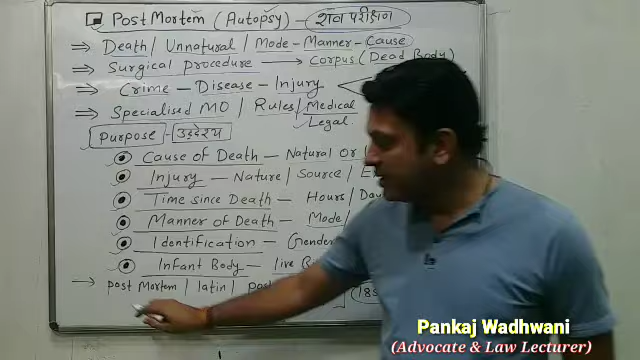 Post Mortem (Autopsy) - शव परीक्षण
→ Death / Unnatural / Mode - Manner - Cause
→ Surgical procedure → corpus (Dead Body)
→ Crime - Disease - Injury
→ Specialised MO / Rules / Medical Legal
Purpose - उद्देश्य
Cause of Death - Natural or
Injury - Nature / Source /
Time since Death - Hours /
Manner of Death - Mode /
Identification - Gender
Infant Body - live
→ post Mortem / latin /
Pankaj Wadhwani
(Advocate & Law Lecturer)